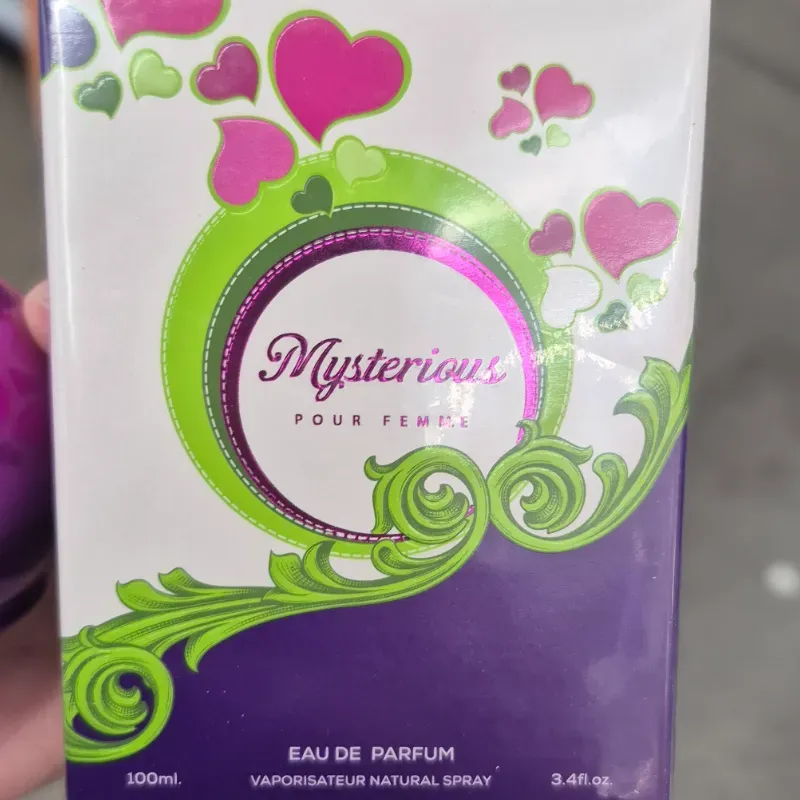 Mysterious
POUR FEMME
EAU DE PARFUM
100ml.
VAPORISATEUR NATURAL SPRAY
3.4fl.oz.